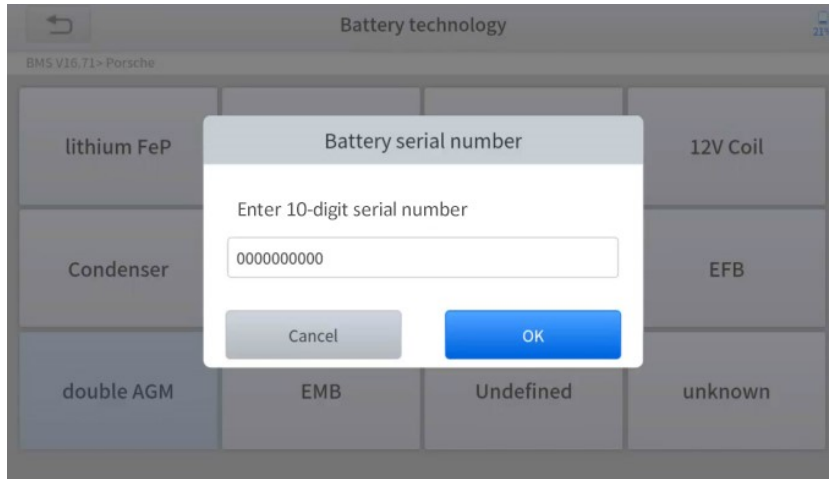 Battery technology
21%
BMS V16.71> Porsche
lithium FeP
12V Coil
Battery serial number
Enter 10-digit serial number
0000000000
Condenser
EFB
Cancel
OK
double AGM
EMB
Undefined
unknown